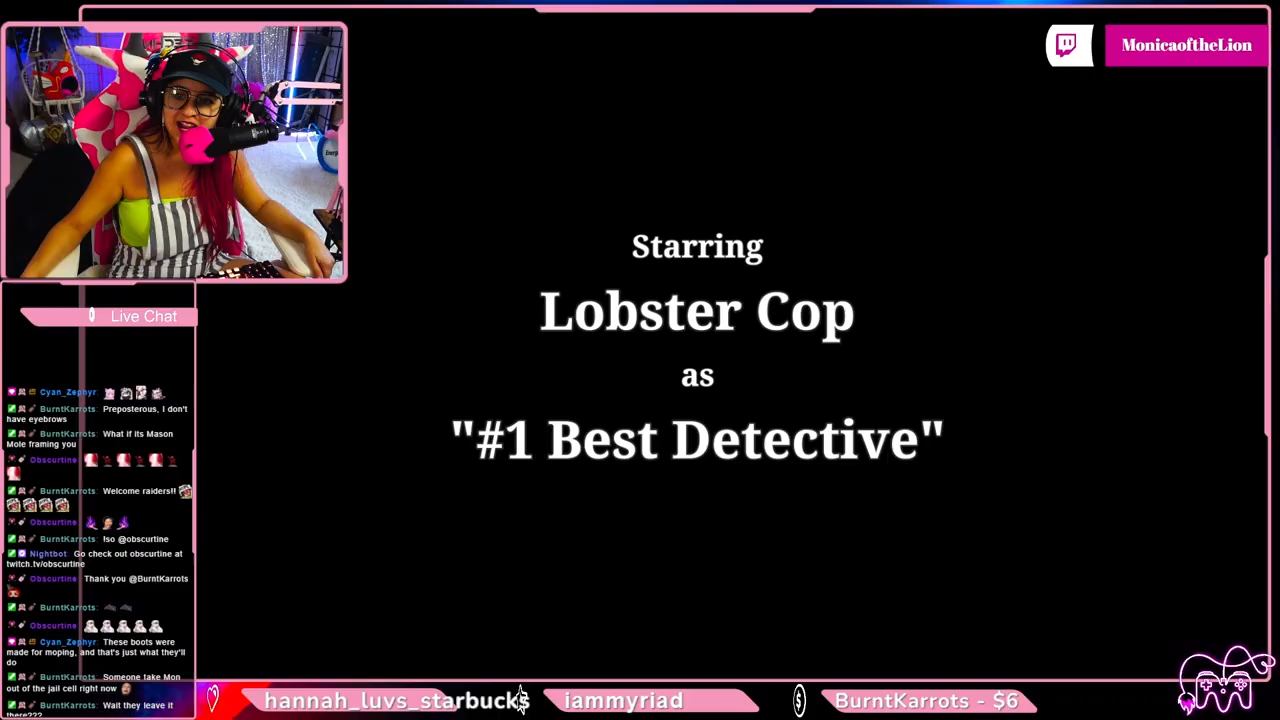 MonicaoftheLion
Starring
Lobster Cop
as
"#1 Best Detective"
Live Chat
Cyan_Zephyr:
BurntKarrots: Preposterous, I don't
have eyebrows
BurntKarrots: What if its Mason
Mole framing you
Obscurtine:
BurntKarrots: Welcome raiders!!
Obscurtine:
BurntKarrots: !so @obscurtine
Nightbot: Go check out obscurtine at
twitch.tv/obscurtine
Obscurtine: Thank you @BurntKarrots
BurntKarrots:
Obscurtine:
Cyan_Zephyr: These boots were
made for moping, and that's just what they'll
do
BurntKarrots: Someone take Mon
out of the jail cell right now
BurntKarrots: Wait they leave it
there???
hannah_luvs_starbucks
iammyriad
BurntKarrots - $6